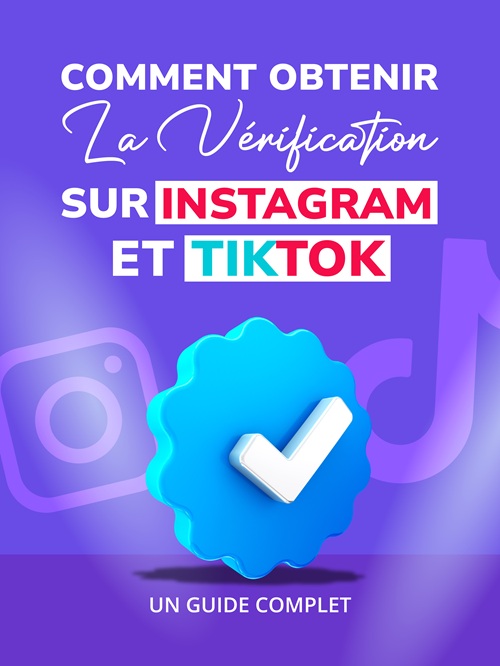 COMMENT OBTENIR
La Vérification
SUR INSTAGRAM
ET TIKTOK
UN GUIDE COMPLET